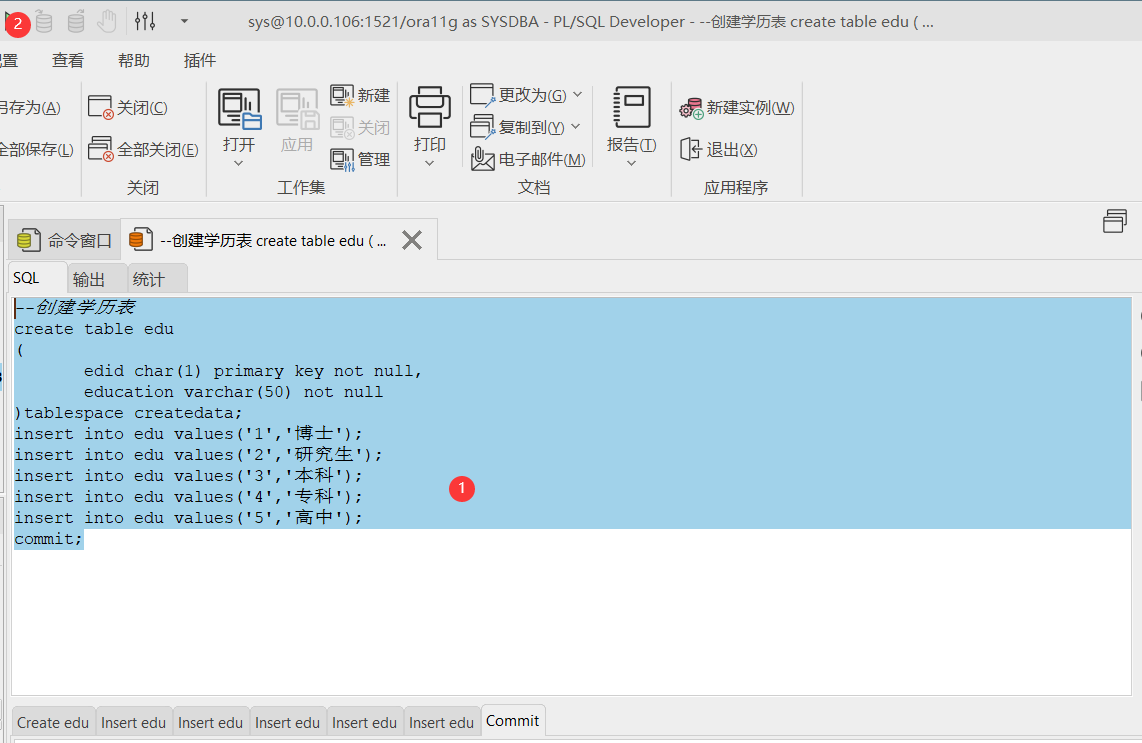 2
sys@10.0.0.106:1521/ora11g as SYSDBA - PL/SQL Developer - --创建学历表 create table edu ( ...
查看 帮助 插件
另存为(A) 关闭(C) 打开 应用 新建 打印 更改为(G) 报告(T) 新建实例(W)
关闭 复制到(Y)
全部保存(L) 全部关闭(E) 管理 电子邮件(M) 退出(X)
关闭 工作集 文档 应用程序
命令窗口 --创建学历表 create table edu ( ...
SQL 输出 统计
--创建学历表
create table edu
(
edid char(1) primary key not null,
education varchar(50) not null
)tablespace createdata;
insert into edu values('1','博士');
insert into edu values('2','研究生');
insert into edu values('3','本科');
insert into edu values('4','专科');
1
insert into edu values('5','高中');
commit;
Create edu Insert edu Insert edu Insert edu Insert edu Insert edu Commit